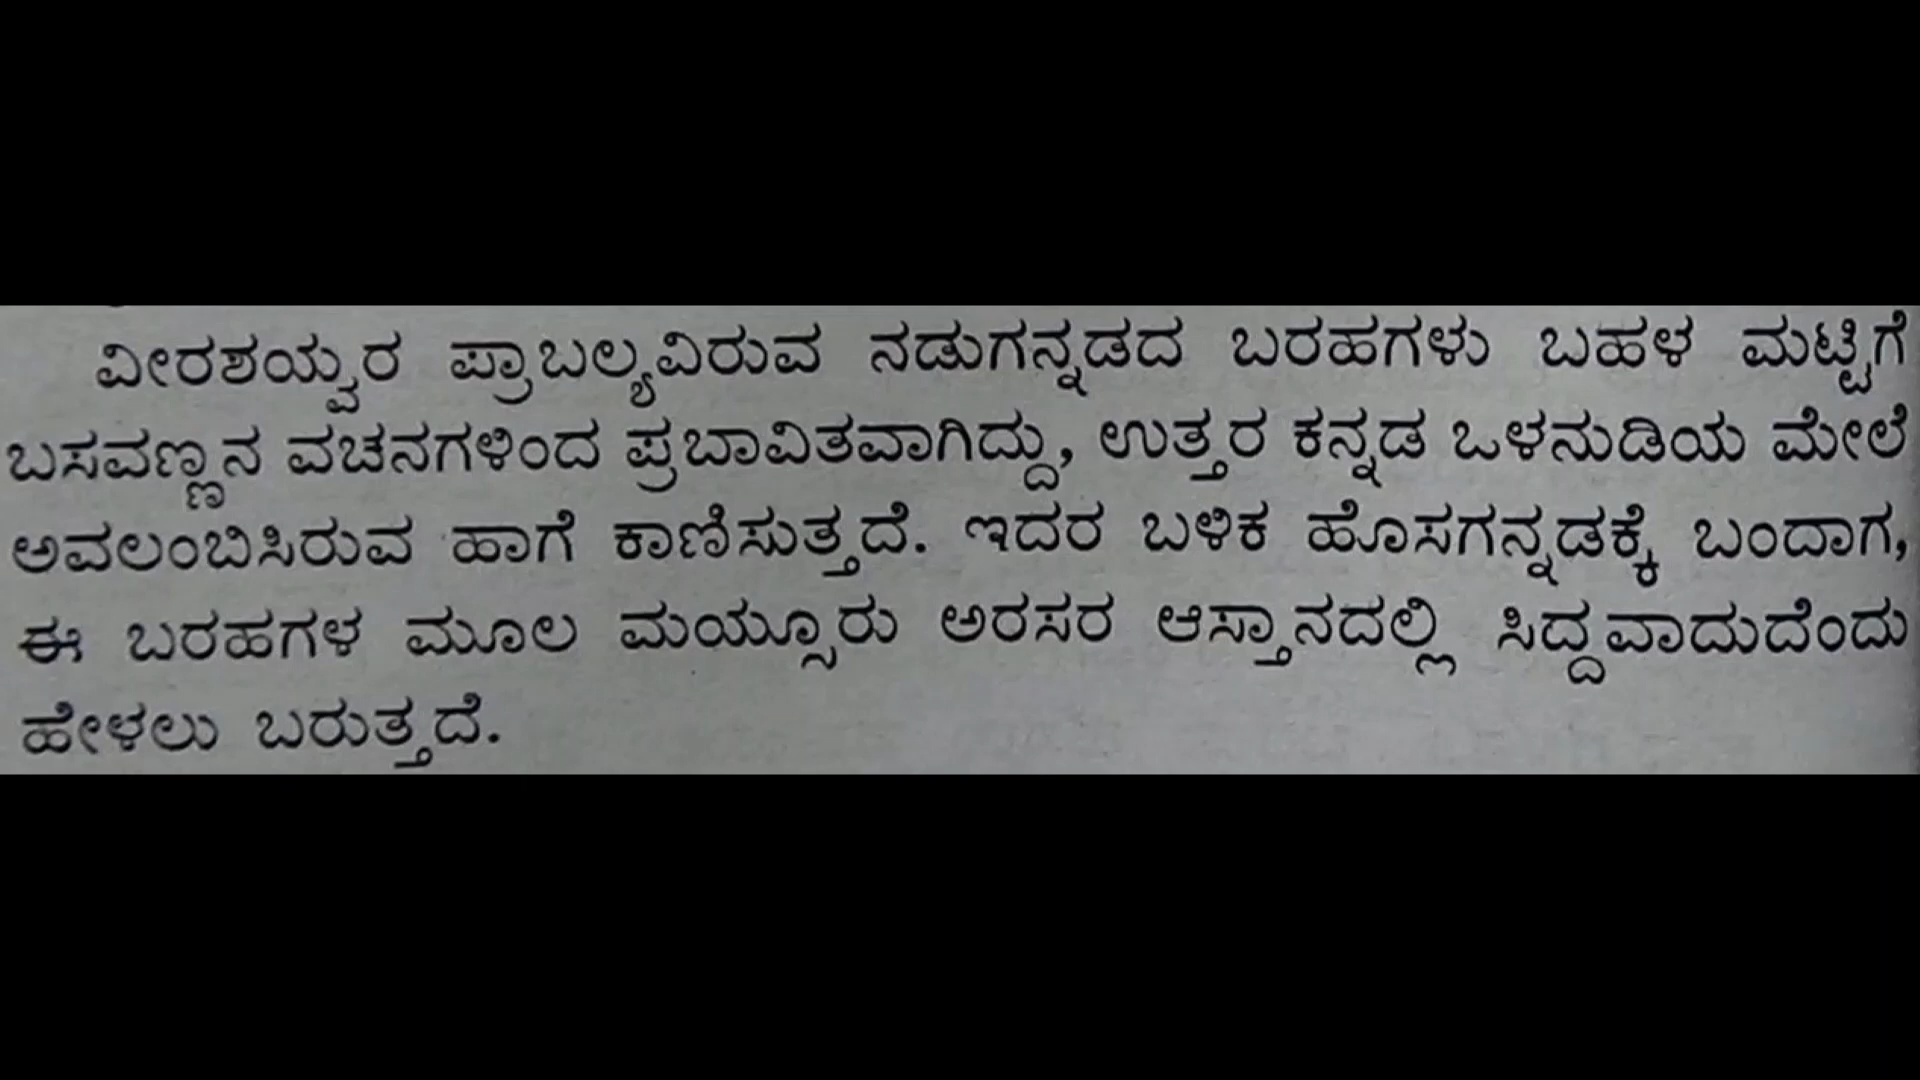 ವೀರಶಯ್ವರ ಪ್ರಾಬಲ್ಯವಿರುವ ನಡುಗನ್ನಡದ ಬರಹಗಳು ಬಹಳ ಮಟ್ಟಿಗೆ
ಬಸವಣ್ಣನ ವಚನಗಳಿಂದ ಪ್ರಬಾವಿತವಾಗಿದ್ದು, ಉತ್ತರ ಕನ್ನಡ ಒಳನುಡಿಯ ಮೇಲೆ
ಅವಲಂಬಿಸಿರುವ ಹಾಗೆ ಕಾಣಿಸುತ್ತದೆ. ಇದರ ಬಳಿಕ ಹೊಸಗನ್ನಡಕ್ಕೆ ಬಂದಾಗ,
ಈ ಬರಹಗಳ ಮೂಲ ಮಯ್ಸೂರು ಅರಸರ ಆಸ್ತಾನದಲ್ಲಿ ಸಿದ್ದವಾದುದೆಂದು
ಹೇಳಲು ಬರುತ್ತದೆ.